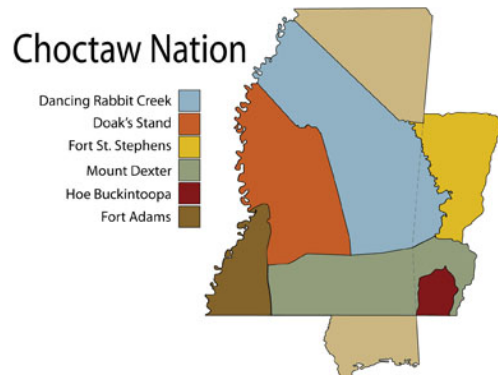 Choctaw Nation
Dancing Rabbit Creek
Doak's Stand
Fort St. Stephens
Mount Dexter
Hoe Buckintoopa
Fort Adams